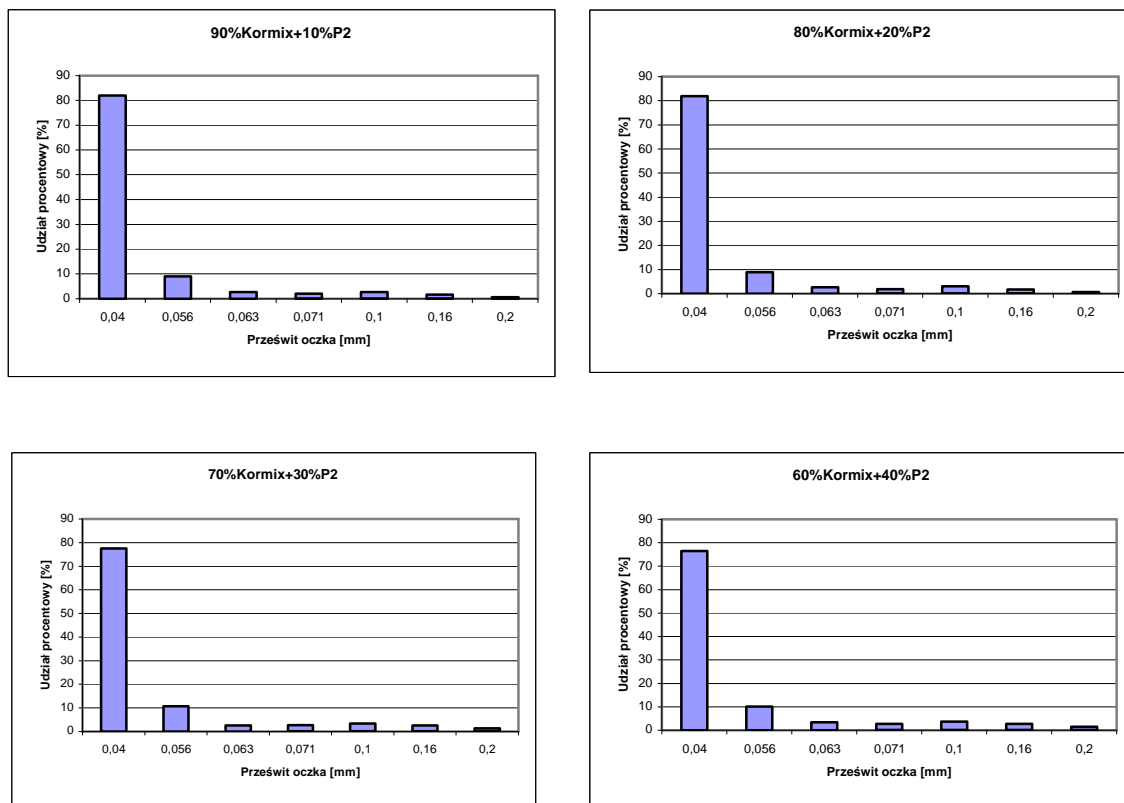 90%Kormix+10%P2
Udział procentowy [%]
90
80
70
60
50
40
30
20
10
0
0,04 0,056 0,063 0,071 0,1 0,16 0,2
Prześwit oczka [mm]
80%Kormix+20%P2
Udział procentowy [%]
90
80
70
60
50
40
30
20
10
0
0,04 0,056 0,063 0,071 0,1 0,16 0,2
Prześwit oczka [mm]
70%Kormix+30%P2
Udział procentowy [%]
90
80
70
60
50
40
30
20
10
0
0,04 0,056 0,063 0,071 0,1 0,16 0,2
Prześwit oczka [mm]
60%Kormix+40%P2
Udział procentowy [%]
90
80
70
60
50
40
30
20
10
0
0,04 0,056 0,063 0,071 0,1 0,16 0,2
Prześwit oczka [mm]